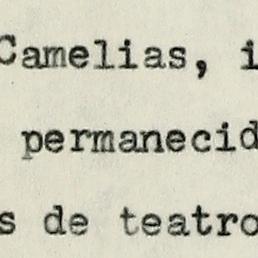 Camelias, i
permanecid
s de teatro